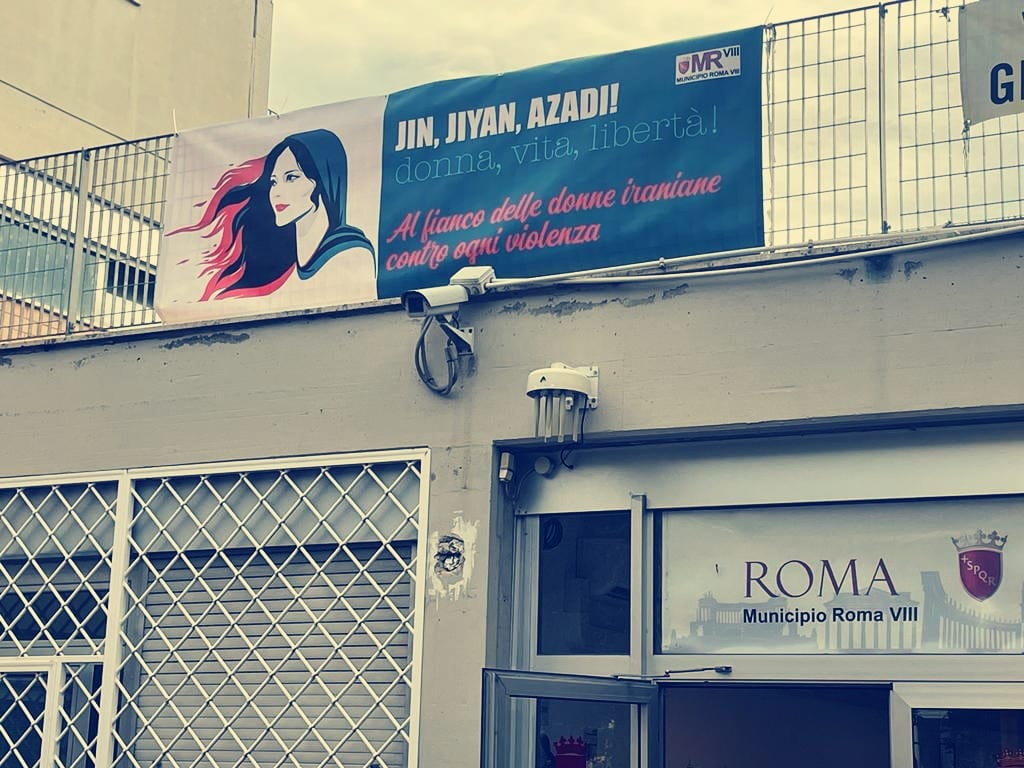 MR VIII
MUNICIPIO ROMA VIII
JIN, JIYAN, AZADI!
donna, vita, libertà!
Al fianco delle donne iraniane
contro ogni violenza
ROMA
Municipio Roma VIII
SPQR